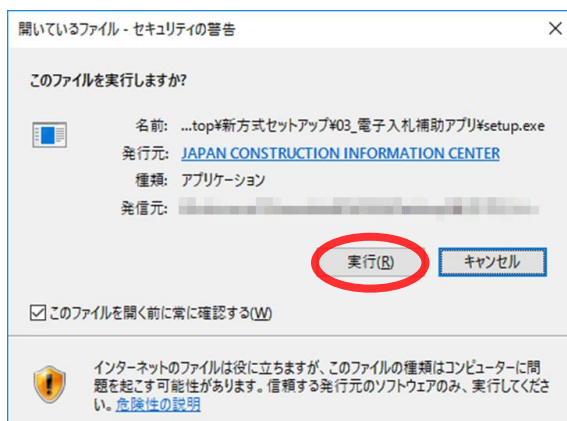 開いているファイル - セキュリティの警告
このファイルを実行しますか?
名前: ...top¥新方式セットアップ¥03_電子入札補助アプリ¥setup.exe
発行元: JAPAN CONSTRUCTION INFORMATION CENTER
種類: アプリケーション
発信元:
実行(R) キャンセル
このファイルを開く前に常に確認する(W)
インターネットのファイルは役に立ちますが、このファイルの種類はコンピューターに問
題を起こす可能性があります。信頼する発行元のソフトウェアのみ、実行してくださ
い。危険性の説明